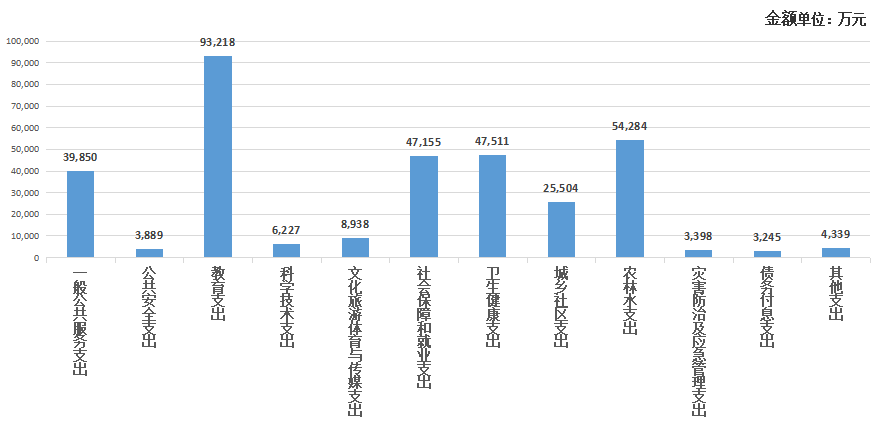 金额单位：万元
100,000
90,000
80,000
70,000
60,000
50,000
40,000
30,000
20,000
10,000
0
39,850
3,889
93,218
6,227
8,938
47,155
47,511
25,504
54,284
3,398
3,245
4,339
一般公共服务支出
公共安全支出
教育支出
科学技术支出
文化旅游体育与传媒支出
社会保障和就业支出
卫生健康支出
城乡社区支出
农林水支出
灾害防治及应急管理支出
债务付息支出
其他支出